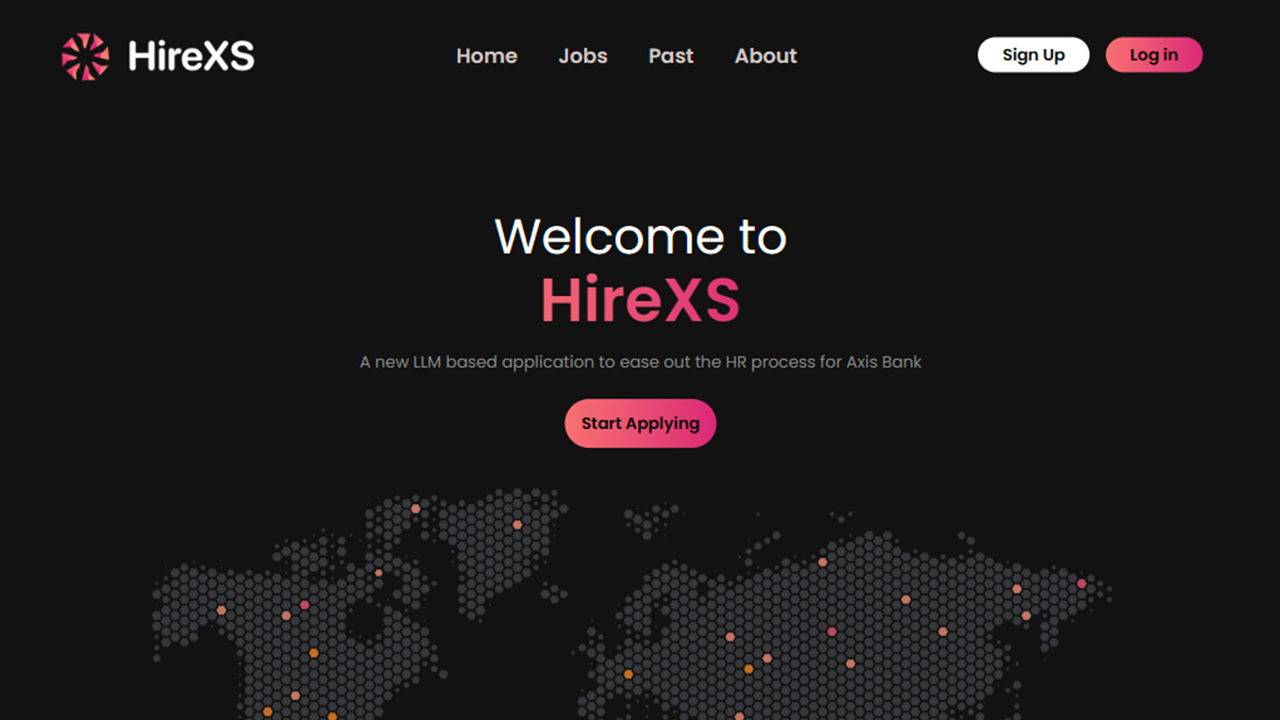 HireXS
Home Jobs Past About
Sign Up Log in
Welcome to
HireXS
A new LLM based application to ease out the HR process for Axis Bank
Start Applying